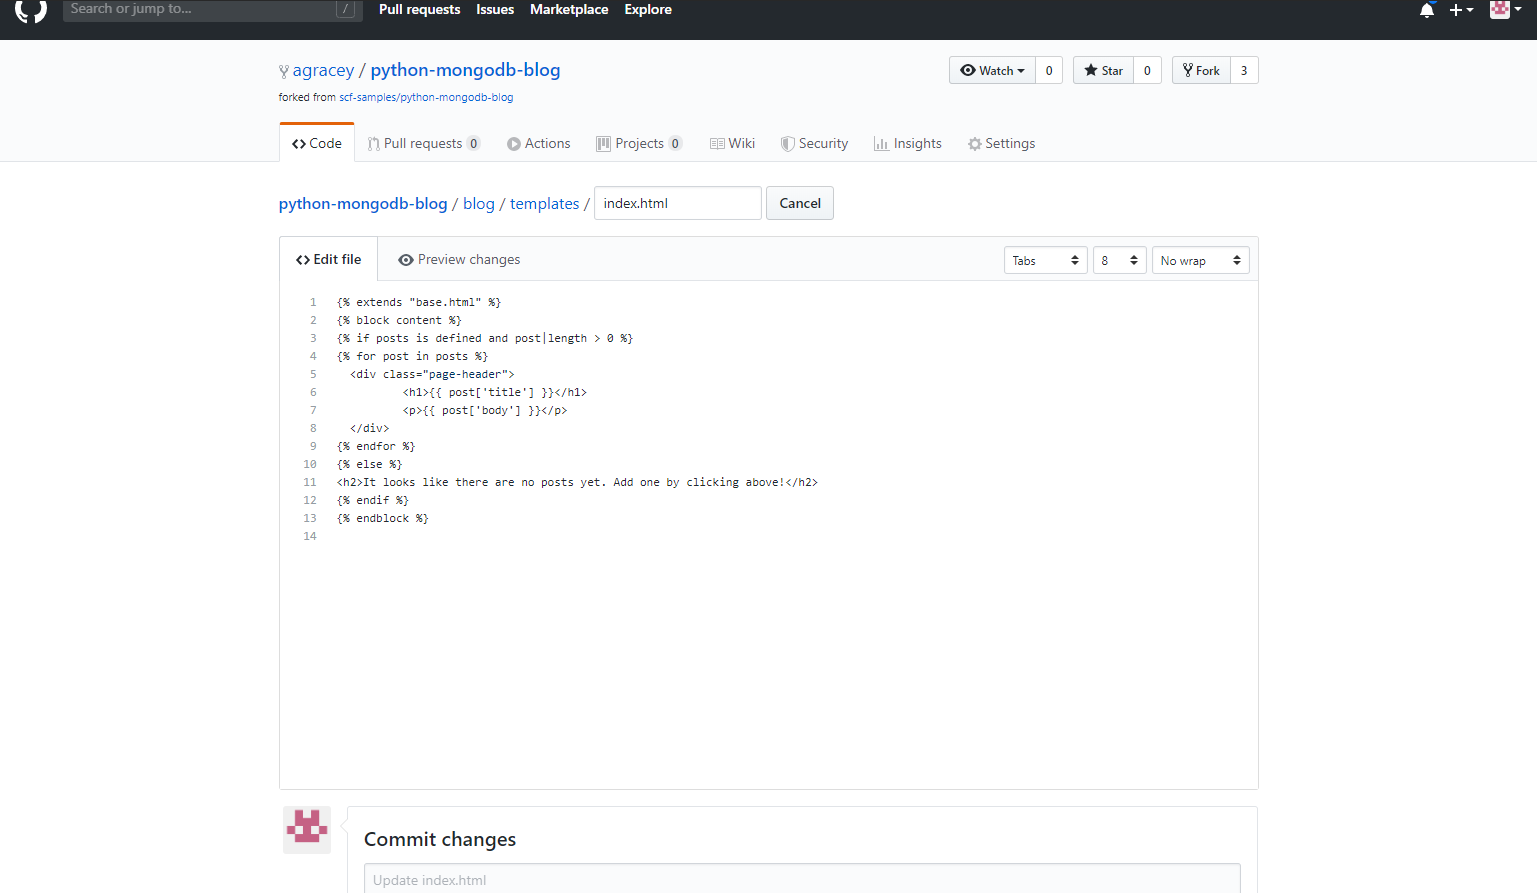 Search or jump to... /
Pull requests Issues Marketplace Explore
agracey / python-mongodb-blog
Watch 0 Star 0 Fork 3
forked from scf-samples/python-mongodb-blog
Code Pull requests 0 Actions Projects 0 Wiki Security Insights Settings
python-mongodb-blog / blog / templates / index.html Cancel
Edit file Preview changes Tabs 8 No wrap
1 {% extends "base.html" %}
2 {% block content %}
3 {% if posts is defined and post|length > 0 %}
4 {% for post in posts %}
5 <div class="page-header">
6 <h1>{{ post['title'] }}</h1>
7 <p>{{ post['body'] }}</p>
8 </div>
9 {% endfor %}
10 {% else %}
11 <h2>It looks like there are no posts yet. Add one by clicking above!</h2>
12 {% endif %}
13 {% endblock %}
14
Commit changes
Update index.html